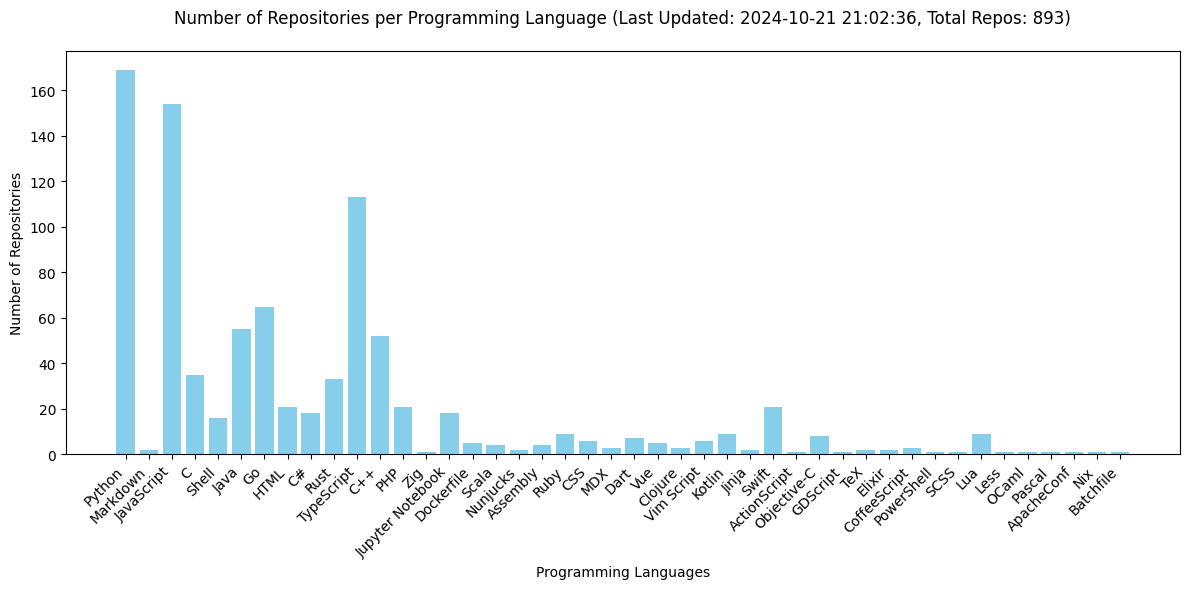 Number of Repositories per Programming Language (Last Updated: 2024-10-21 21:02:36, Total Repos: 893)
Number of Repositories
160
140
120
100
80
60
40
20
0
Python
Markdown
JavaScript
C
Shell
Java
Go
HTML
C#
Rust
TypeScript
C++
PHP
Zig
Jupyter Notebook
Dockerfile
Scala
Nunjucks
Assembly
Ruby
CSS
MDX
Dart
Vue
Clojure
Vim Script
Kotlin
Jinja
Swift
ActionScript
Objective-C
GDScript
TeX
Elixir
CoffeeScript
PowerShell
SCSS
Lua
Less
OCaml
Pascal
ApacheConf
Nix
Batchfile
Programming Languages